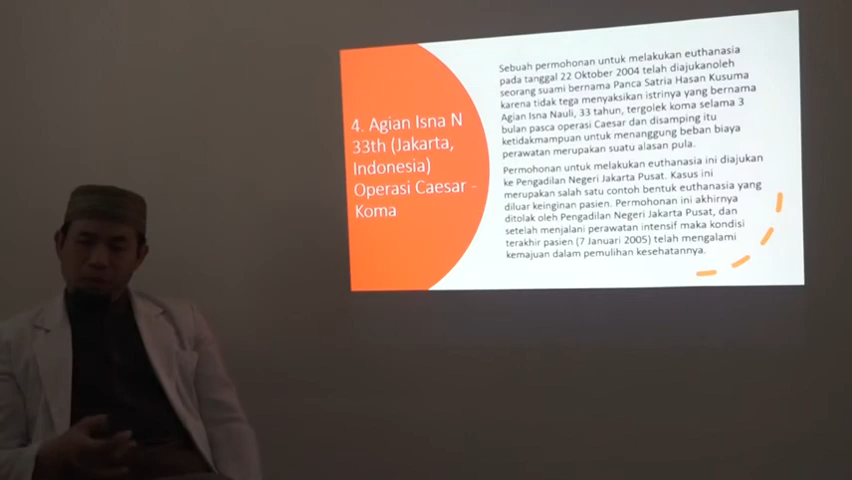 4. Agian Isna N
33th (Jakarta,
Indonesia)
Operasi Caesar -
Koma
Sebuah permohonan untuk melakukan euthanasia
pada tanggal 22 Oktober 2004 telah diajukanoleh
seorang suami bernama Panca Satria Hasan Kusuma
karena tidak tega menyaksikan istrinya yang bernama
Agian Isna Nauli, 33 tahun, tergolek koma selama 3
bulan pasca operasi Caesar dan disamping itu
ketidakmampuan untuk menanggung beban biaya
perawatan merupakan suatu alasan pula.
Permohonan untuk melakukan euthanasia ini diajukan
ke Pengadilan Negeri Jakarta Pusat. Kasus ini
merupakan salah satu contoh bentuk euthanasia yang
diluar keinginan pasien. Permohonan ini akhirnya
ditolak oleh Pengadilan Negeri Jakarta Pusat, dan
setelah menjalani perawatan intensif maka kondisi
terakhir pasien (7 Januari 2005) telah mengalami
kemajuan dalam pemulihan kesehatannya.